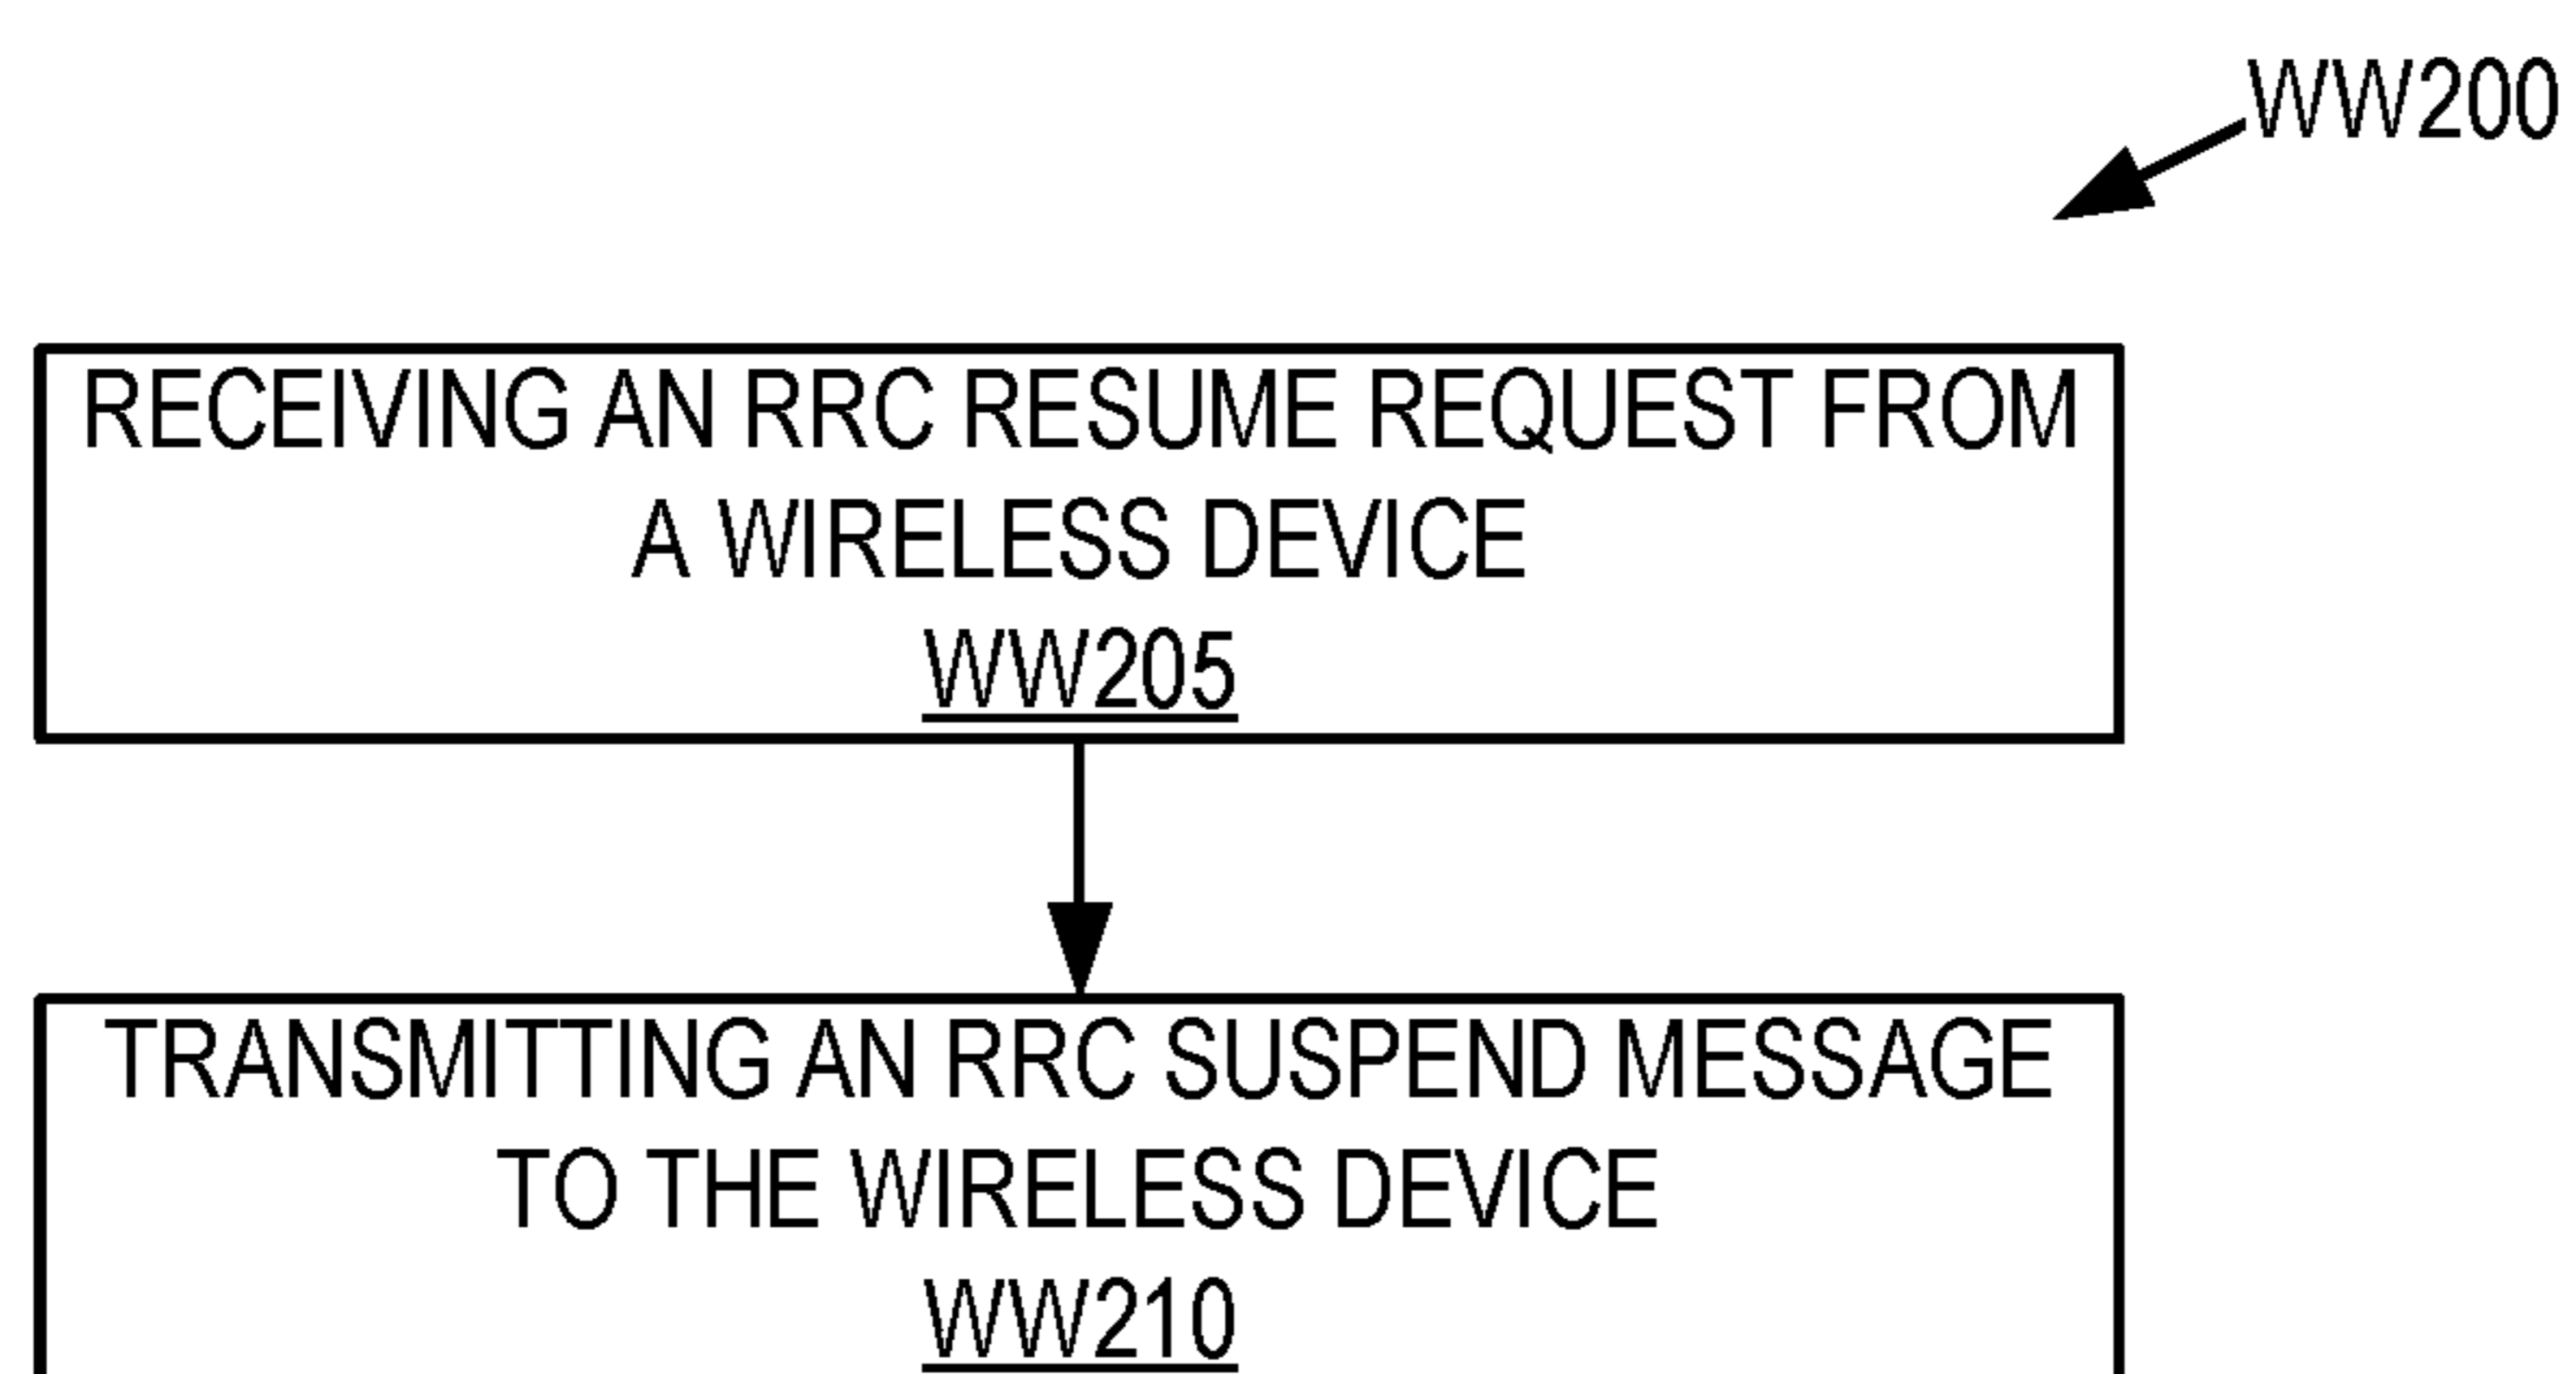 WW200
RECEIVING AN RRC RESUME REQUEST FROM
A WIRELESS DEVICE
WW205
TRANSMITTING AN RRC SUSPEND MESSAGE
TO THE WIRELESS DEVICE
WW210